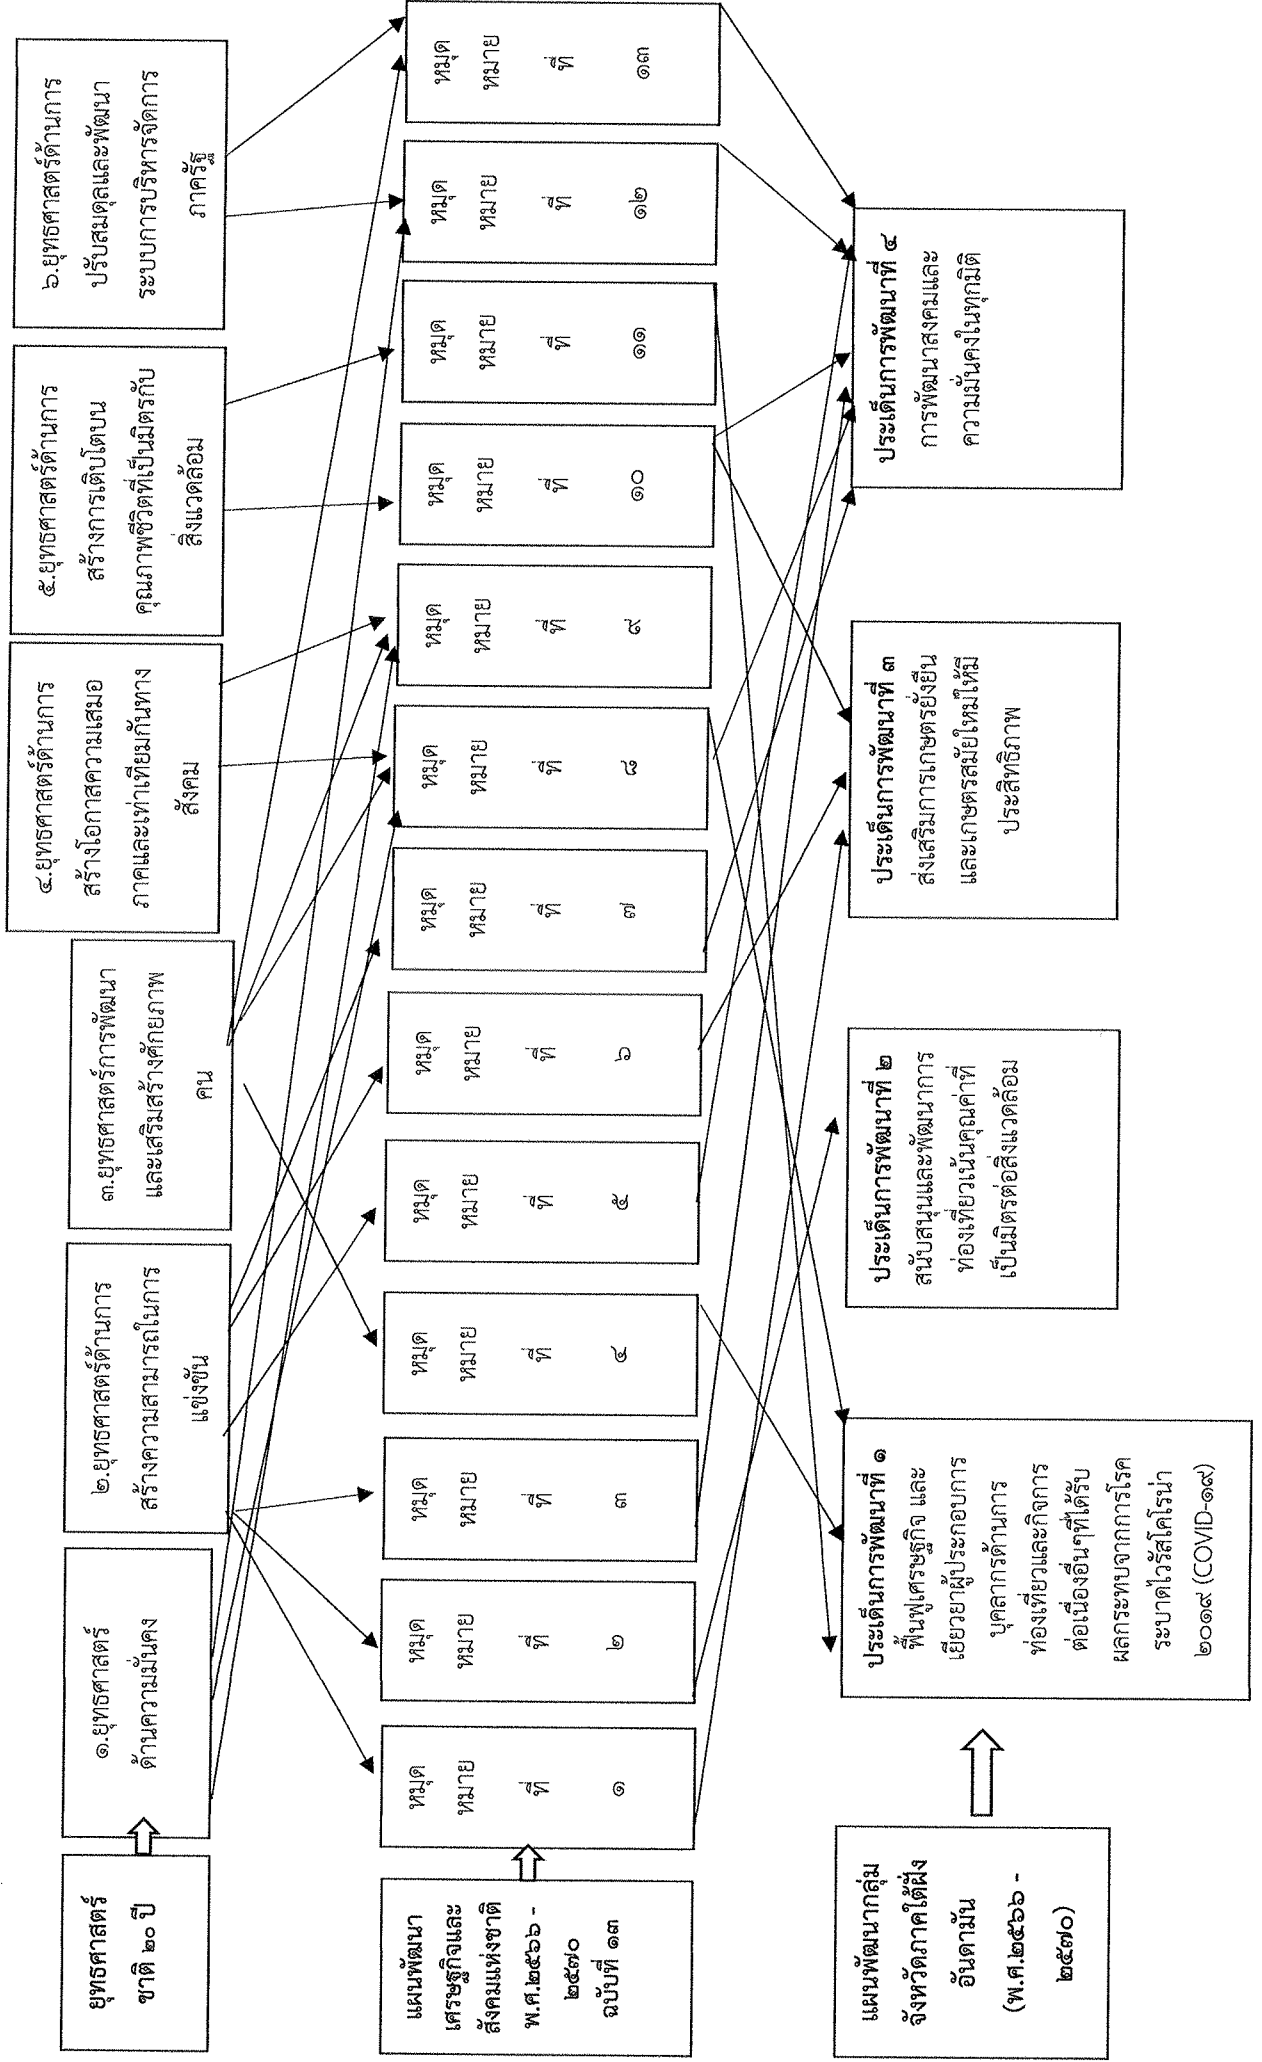 ยุทธศาสตร์
ชาติ ๒๐ ปี
๑.ยุทธศาสตร์
ด้านความมั่นคง
๒.ยุทธศาสตร์ด้านการ
สร้างความสามารถในการ
แข่งขัน
๓.ยุทธศาสตร์การพัฒนา
และเสริมสร้างศักยภาพ
คน
๔.ยุทธศาสตร์ด้านการ
สร้างโอกาสความเสมอ
ภาคและเท่าเทียมกันทาง
สังคม
๕.ยุทธศาสตร์ด้านการ
สร้างการเติบโตบน
คุณภาพชีวิตที่เป็นมิตรกับ
สิ่งแวดล้อม
๖.ยุทธศาสตร์ด้านการ
ปรับสมดุลและพัฒนา
ระบบการบริหารจัดการ
ภาครัฐ
แผนพัฒนา
เศรษฐกิจและ
สังคมแห่งชาติ
พ.ศ.๒๕๖๖ -
๒๕๗๐
ฉบับที่ ๑๓
หมุด
หมาย
ที่
๑
หมุด
หมาย
ที่
๒
หมุด
หมาย
ที่
๓
หมุด
หมาย
ที่
๔
หมุด
หมาย
ที่
๕
หมุด
หมาย
ที่
๖
หมุด
หมาย
ที่
๗
หมุด
หมาย
ที่
๘
หมุด
หมาย
ที่
๙
หมุด
หมาย
ที่
๑๐
หมุด
หมาย
ที่
๑๑
หมุด
หมาย
ที่
๑๒
หมุด
หมาย
ที่
๑๓
แผนพัฒนากลุ่ม
จังหวัดภาคใต้ฝั่ง
อันดามัน
(พ.ศ.๒๕๖๖ -
๒๕๗๐)
ประเด็นการพัฒนาที่ ๑
ฟื้นฟูเศรษฐกิจ และ
เยียวยาผู้ประกอบการ
บุคลากรด้านการ
ท่องเที่ยวและกิจการ
ต่อเนื่องอื่นๆที่ได้รับ
ผลกระทบจากการโรค
ระบาดไวรัสโคโรน่า
๒๐๑๙ (COVID-๑๙)
ประเด็นการพัฒนาที่ ๒
สนับสนุนและพัฒนาการ
ท่องเที่ยวเน้นคุณค่าที่
เป็นมิตรต่อสิ่งแวดล้อม
ประเด็นการพัฒนาที่ ๓
ส่งเสริมการเกษตรยั่งยืน
และเกษตรสมัยใหม่ให้มี
ประสิทธิภาพ
ประเด็นการพัฒนาที่ ๔
การพัฒนาสังคมและ
ความมั่นคงในทุกมิติ